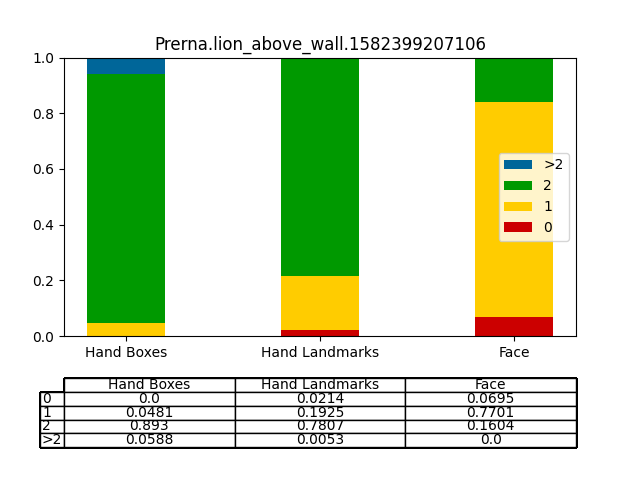 Prerna.lion_above_wall.1582399207106
1.0
0.8
0.6
0.4
0.2
0.0
>2
2
1
0
Hand Boxes Hand Landmarks Face
Hand Boxes Hand Landmarks Face
0 0.0 0.0214 0.0695
1 0.0481 0.1925 0.7701
2 0.893 0.7807 0.1604
>2 0.0588 0.0053 0.0